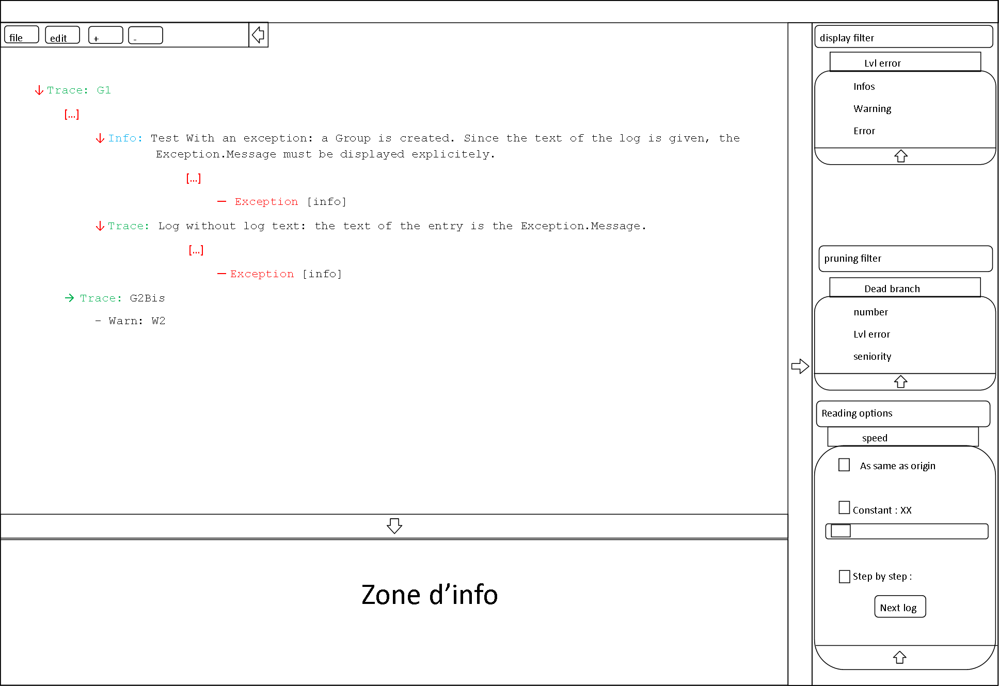 file edit + -
Trace: G1
[...]
Info: Test With an exception: a Group is created. Since the text of the log is given, the
Exception.Message must be displayed explicitely.
[...]
— Exception [info]
Trace: Log without log text: the text of the entry is the Exception.Message.
[...]
— Exception [info]
Trace: G2Bis
- Warn: W2
Zone d’info
display filter
Lvl error
Infos
Warning
Error
pruning filter
Dead branch
number
Lvl error
seniority
Reading options
speed
As same as origin
Constant : XX
Step by step :
Next log